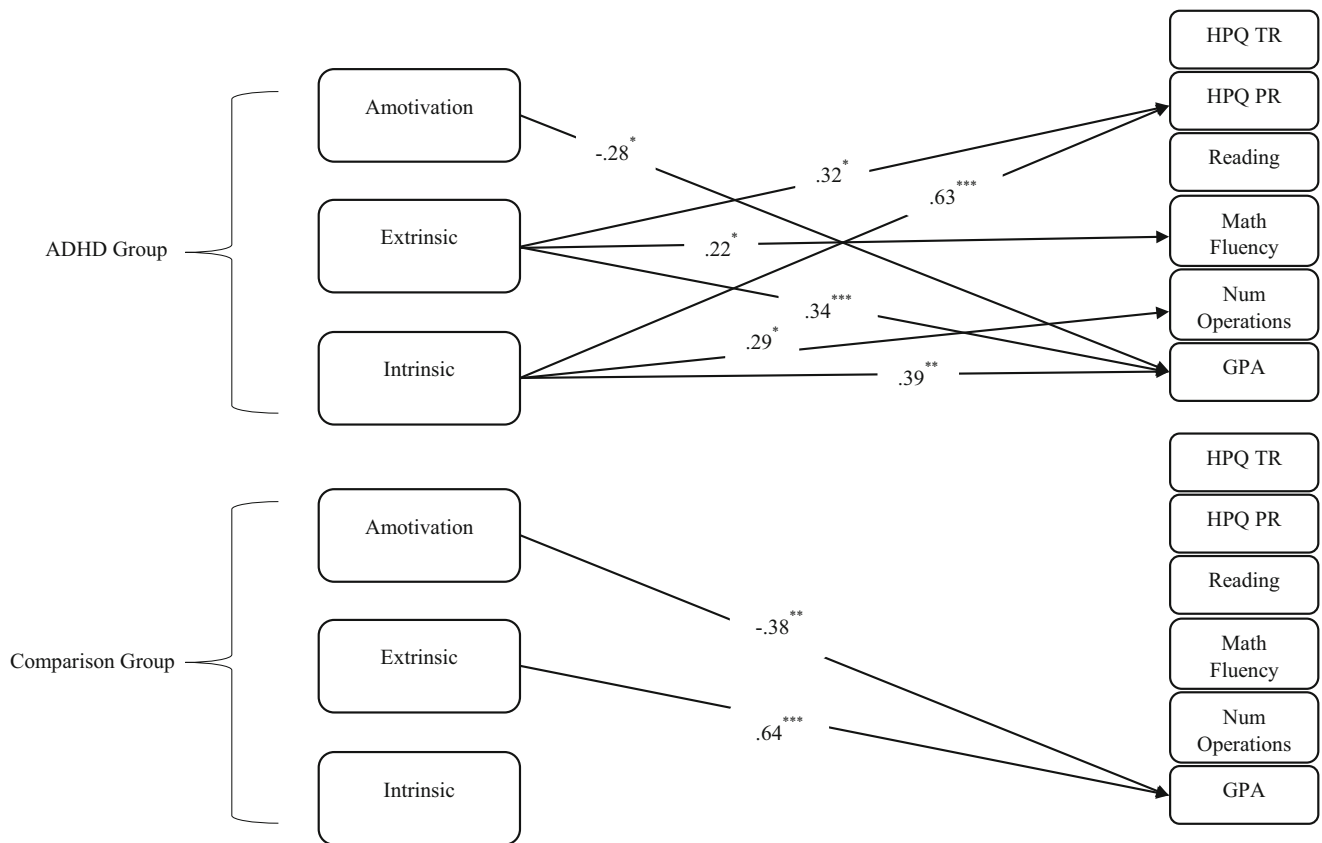 HPQ TR
Amotivation
HPQ PR
-.28*
Reading
.32*
.63***
ADHD Group
Extrinsic
.22*
Math
Fluency
.34***
Num
Operations
.29*
Intrinsic
.39**
GPA
HPQ TR
Amotivation
HPQ PR
Reading
-.38**
Comparison Group
Extrinsic
Math
Fluency
.64***
Num
Operations
Intrinsic
GPA